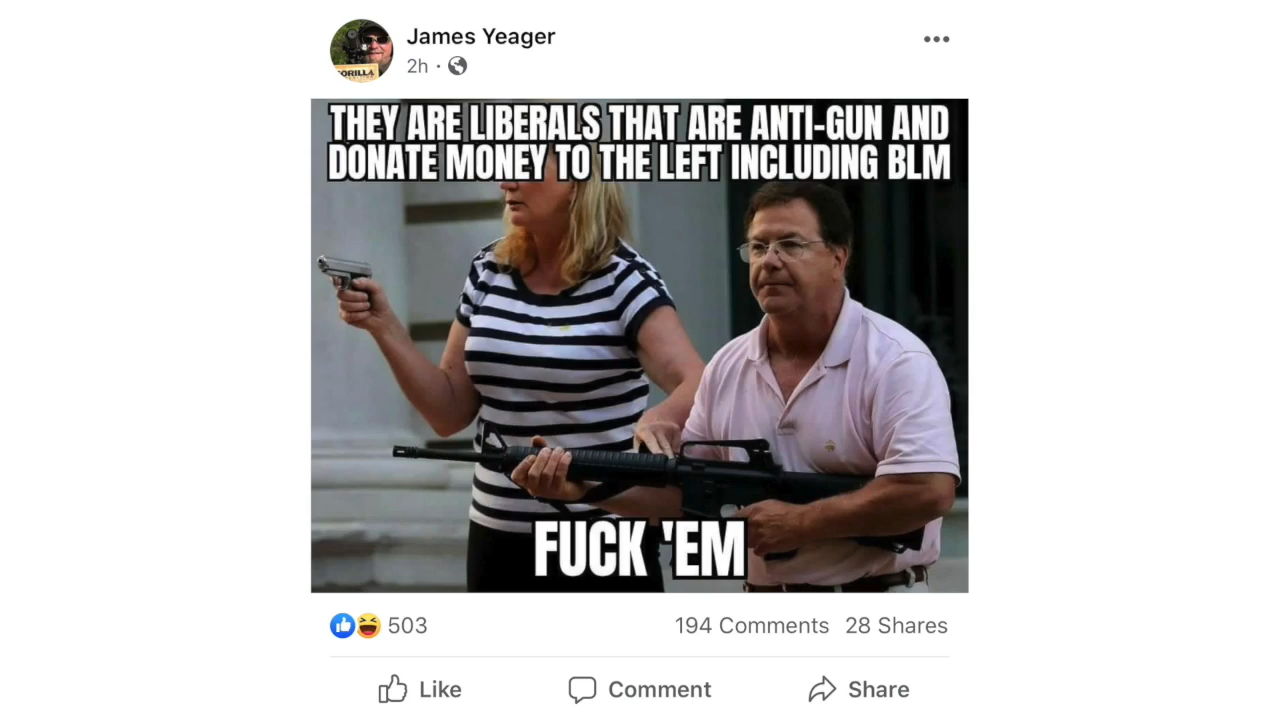 James Yeager
2h ·
ORILLA
THEY ARE LIBERALS THAT ARE ANTI-GUN AND
DONATE MONEY TO THE LEFT INCLUDING BLM
FUCK 'EM
503
194 Comments 28 Shares
Like Comment Share